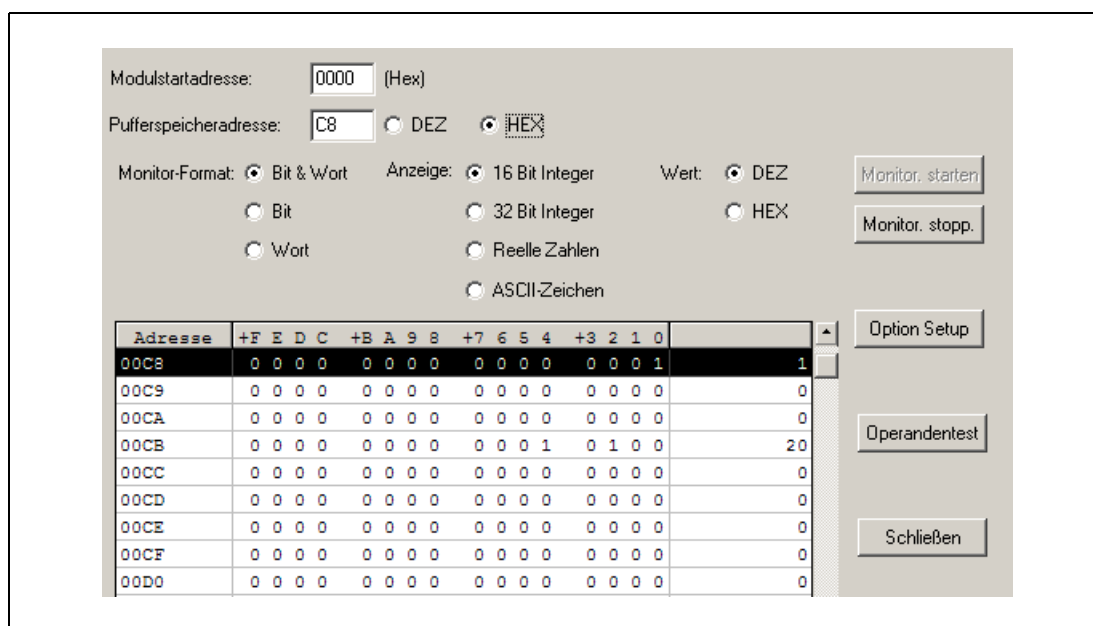 Modulstartadresse: 0000 (Hex)
Pufferspeicheradresse: C8 DEZ HEX
Monitor-Format: Bit & Wort Anzeige: 16 Bit Integer Wert: DEZ Monitor. starten
Bit 32 Bit Integer HEX Monitor. stopp.
Wort Reelle Zahlen
ASCII-Zeichen
Option Setup
Adresse +F E D C +B A 9 8 +7 6 5 4 +3 2 1 0
00C8 0 0 0 0 0 0 0 0 0 0 0 0 0 0 0 1 1
00C9 0 0 0 0 0 0 0 0 0 0 0 0 0 0 0 0 0
00CA 0 0 0 0 0 0 0 0 0 0 0 0 0 0 0 0 0
00CB 0 0 0 0 0 0 0 0 0 0 0 1 0 1 0 0 20
Operandentest
00CC 0 0 0 0 0 0 0 0 0 0 0 0 0 0 0 0 0
00CD 0 0 0 0 0 0 0 0 0 0 0 0 0 0 0 0 0
00CE 0 0 0 0 0 0 0 0 0 0 0 0 0 0 0 0 0
Schließen
00CF 0 0 0 0 0 0 0 0 0 0 0 0 0 0 0 0 0
00D0 0 0 0 0 0 0 0 0 0 0 0 0 0 0 0 0 0